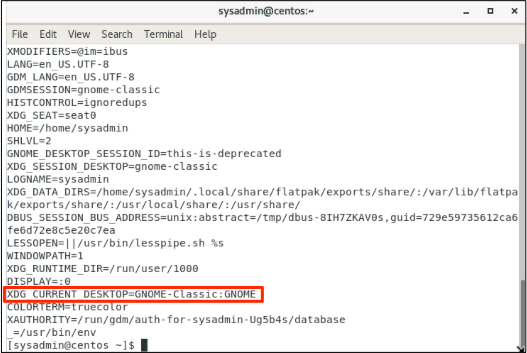 sysadmin@centos:~
File Edit View Search Terminal Help
XMODIFIERS=@im=ibus
LANG=en_US.UTF-8
GDM_LANG=en_US.UTF-8
GDMSESSION=gnome-classic
HISTCONTROL=ignoredups
XDG_SEAT=seat0
HOME=/home/sysadmin
SHLVL=2
GNOME_DESKTOP_SESSION_ID=this-is-deprecated
XDG_SESSION_DESKTOP=gnome-classic
LOGNAME=sysadmin
XDG_DATA_DIRS=/home/sysadmin/.local/share/flatpak/exports/share/:/var/lib/flatpa
k/exports/share/:/usr/local/share/:/usr/share/
DBUS_SESSION_BUS_ADDRESS=unix:abstract=/tmp/dbus-8IH7ZKAV0s,guid=729e59735612ca6
fe6d72e8c5e20c7ea
LESSOPEN=||/usr/bin/lesspipe.sh %s
WINDOWPATH=1
XDG_RUNTIME_DIR=/run/user/1000
DISPLAY=:0
XDG_CURRENT_DESKTOP=GNOME-Classic:GNOME
COLORTERM=truecolor
XAUTHORITY=/run/gdm/auth-for-sysadmin-Ug5b4s/database
_=/usr/bin/env
[sysadmin@centos ~]$